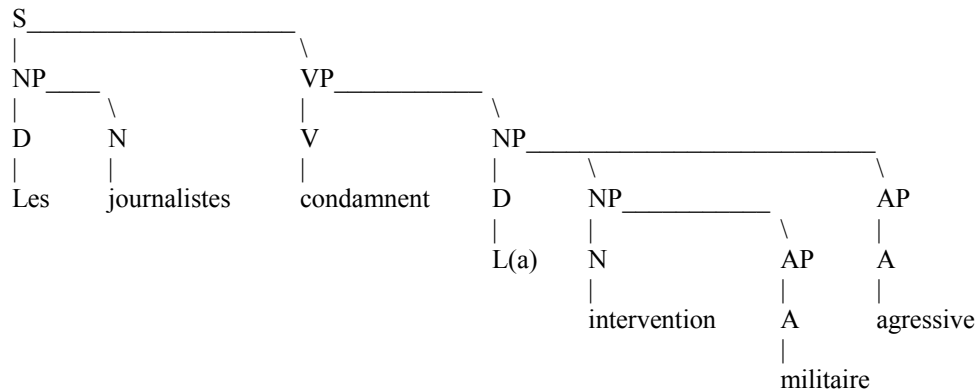 S
NP VP
D N V NP
Les journalistes condamnent D NP AP
L(a) N AP A
intervention A agressive
militaire